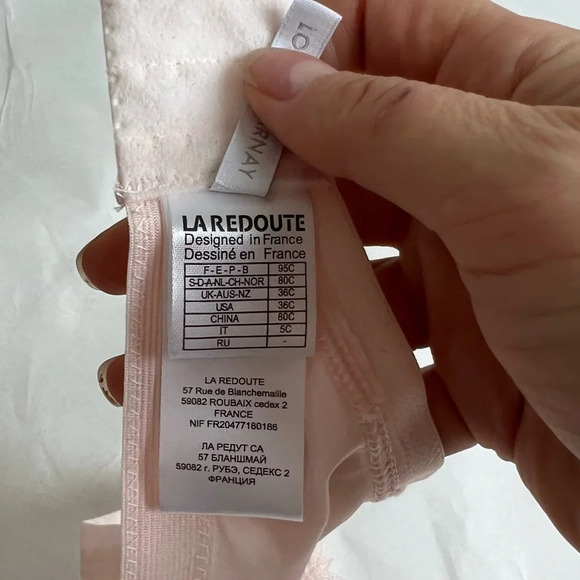 LO
RNAY
LA REDOUTE
Designed in France
Dessiné en France
F-E-P-B 95C
S-D-A-NL-CH-NOR 80C
UK-AUS-NZ 36C
USA 36C
CHINA 80C
IT 5C
RU -
LA REDOUTE
57 Rue de Blanchemaille
59082 ROUBAIX cedex 2
FRANCE
NIF FR20477180186
ЛА РЕДУТ СА
57 БЛАНШМАЙ
59082 г. РУБЭ, СЕДЕКС 2
ФРАНЦИЯ